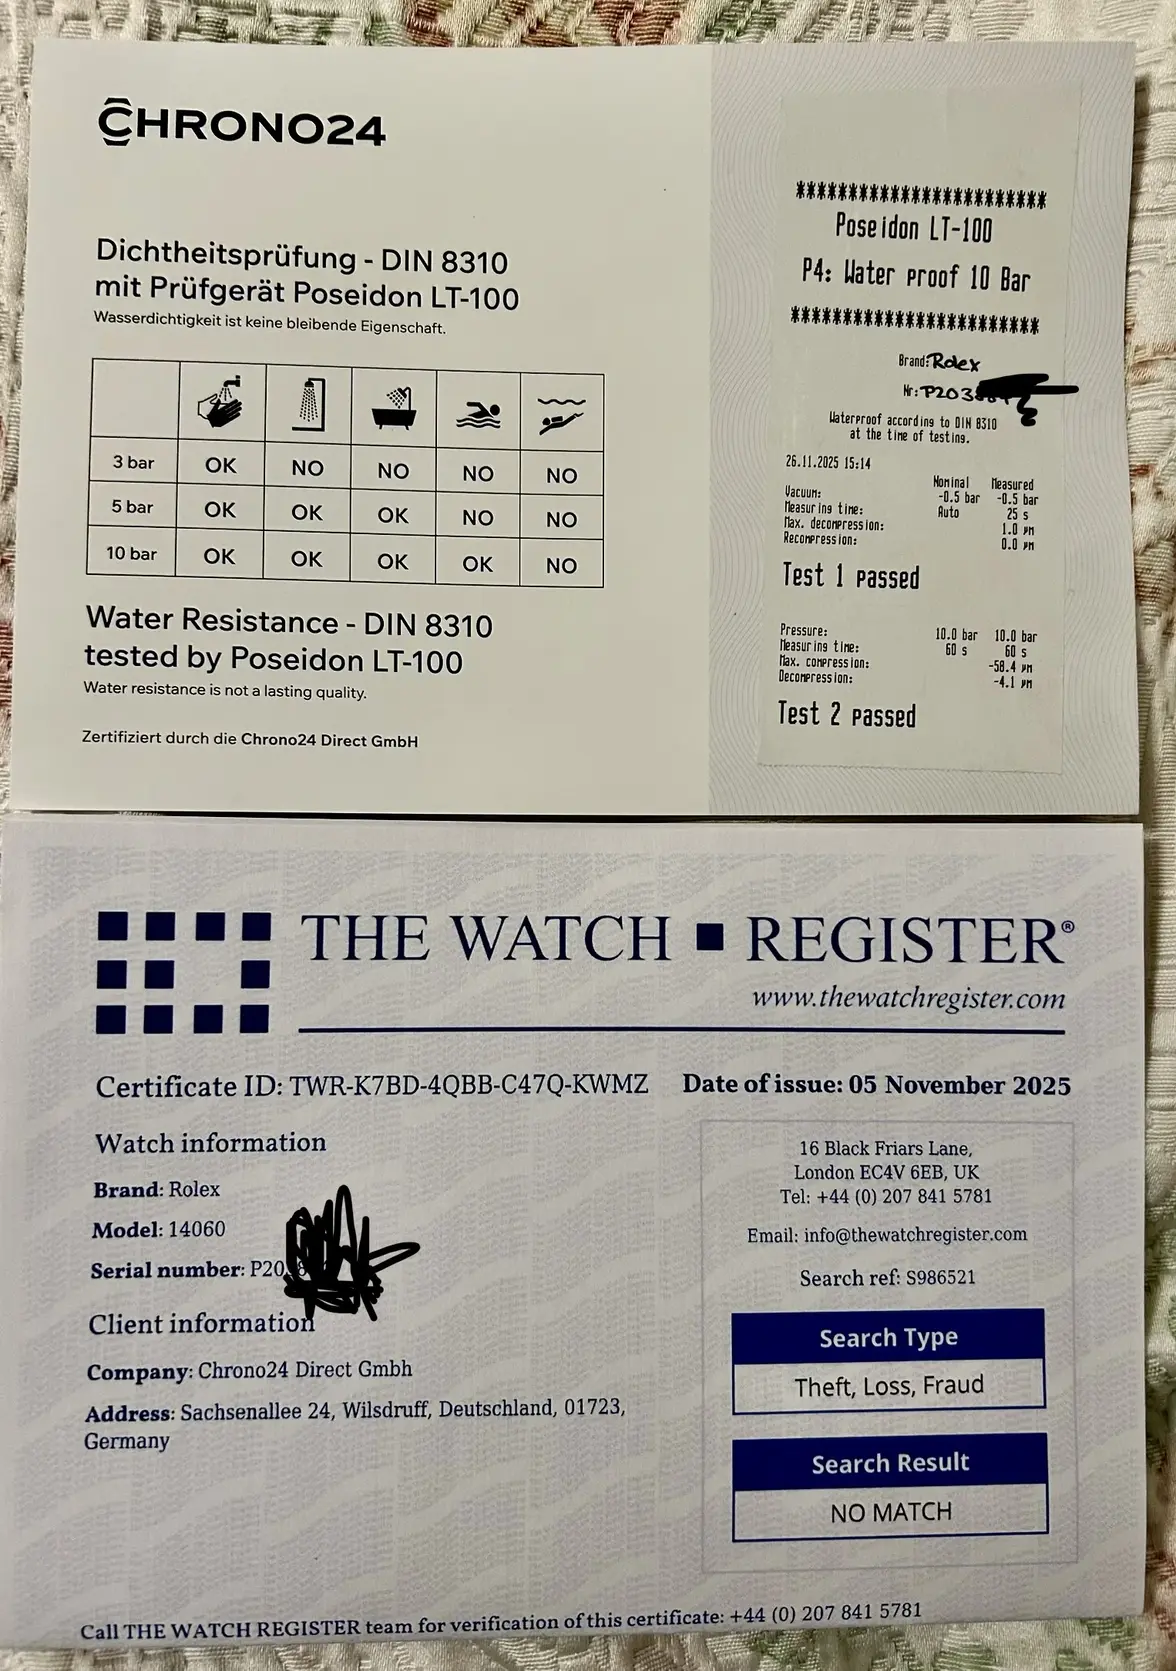 CHRONO24
Dichtheitsprüfung - DIN 8310
mit Prüfgerät Poseidon LT-100
Wasserdichtigkeit ist keine bleibende Eigenschaft.
3 bar OK NO NO NO NO
5 bar OK OK OK NO NO
10 bar OK OK OK OK NO
Water Resistance - DIN 8310
tested by Poseidon LT-100
Water resistance is not a lasting quality.
Zertifiziert durch die Chrono24 Direct GmbH
************************
Poseidon LT-100
P4: Water proof 10 Bar
************************
Brand: Rolex
Nr: P203
Waterproof according to DIN 8310
at the time of testing.
26.11.2025 15:14
Nominal Measured
Vacuum: -0.5 bar -0.5 bar
Measuring time: Auto 25 s
Max. decompression: 1.0 µm
Recompression: 0.0 µm
Test 1 passed
Pressure: 10.0 bar 10.0 bar
Measuring time: 60 s 60 s
Max. compression: -58.4 µm
Decompression: -4.1 µm
Test 2 passed
THE WATCH ■ REGISTER®
www.thewatchregister.com
Certificate ID: TWR-K7BD-4QBB-C47Q-KWMZ Date of issue: 05 November 2025
Watch information
Brand: Rolex
Model: 14060
Serial number: P20
Client information
Company: Chrono24 Direct Gmbh
Address: Sachsenallee 24, Wilsdruff, Deutschland, 01723,
Germany
16 Black Friars Lane,
London EC4V 6EB, UK
Tel: +44 (0) 207 841 5781
Email: info@thewatchregister.com
Search ref: S986521
Search Type
Theft, Loss, Fraud
Search Result
NO MATCH
Call THE WATCH REGISTER team for verification of this certificate: +44 (0) 207 841 5781